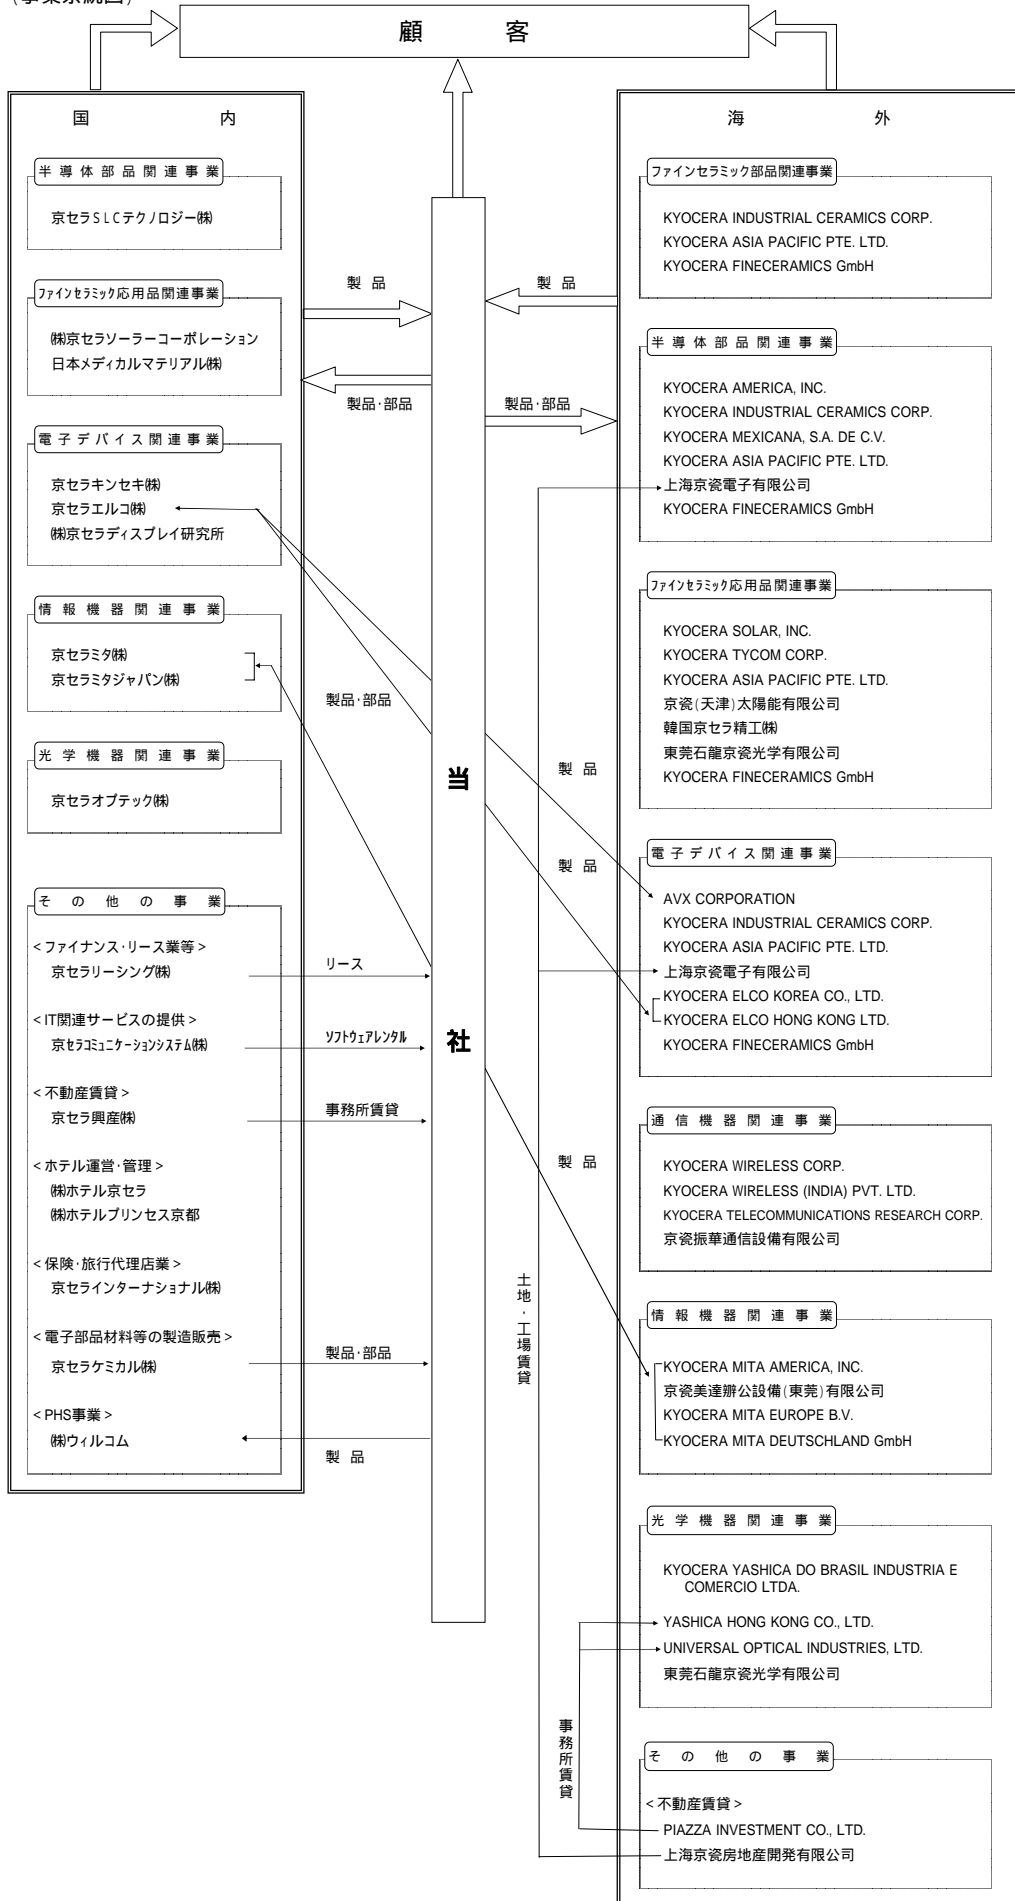 (事業系統図)
顧客
国内
半導体部品関連事業
京セラSLCテクノロジー㈱
ファインセラミック応用品関連事業
㈱京セラソーラーコーポレーション
日本メディカルマテリアル㈱
電子デバイス関連事業
京セラキンセキ㈱
京セラエルコ㈱
㈱京セラディスプレイ研究所
情報機器関連事業
京セラミタ㈱
京セラミタジャパン㈱
光学機器関連事業
京セラオプテック㈱
その他の事業
<ファイナンス・リース業等>
京セラリーシング㈱
<IT関連サービスの提供>
京セラコミュニケーションシステム㈱
<不動産賃貸>
京セラ興産㈱
<ホテル運営・管理>
㈱ホテル京セラ
㈱ホテルプリンセス京都
<保険・旅行代理店業>
京セラインターナショナル㈱
<電子部品材料等の製造販売>
京セラケミカル㈱
<PHS事業>
㈱ウィルコム
製品
製品・部品
製品・部品
リース
ソフトウェアレンタル
事務所賃貸
製品・部品
製品
当社
製品
製品・部品
製品
製品
製品
土地・工場賃貸
事務所賃貸
海外
ファインセラミック部品関連事業
KYOCERA INDUSTRIAL CERAMICS CORP.
KYOCERA ASIA PACIFIC PTE. LTD.
KYOCERA FINECERAMICS GmbH
半導体部品関連事業
KYOCERA AMERICA, INC.
KYOCERA INDUSTRIAL CERAMICS CORP.
KYOCERA MEXICANA, S.A. DE C.V.
KYOCERA ASIA PACIFIC PTE. LTD.
上海京瓷電子有限公司
KYOCERA FINECERAMICS GmbH
ファインセラミック応用品関連事業
KYOCERA SOLAR, INC.
KYOCERA TYCOM CORP.
KYOCERA ASIA PACIFIC PTE. LTD.
京瓷(天津)太陽能有限公司
韓国京セラ精工㈱
東莞石龍京瓷光学有限公司
KYOCERA FINECERAMICS GmbH
電子デバイス関連事業
AVX CORPORATION
KYOCERA INDUSTRIAL CERAMICS CORP.
KYOCERA ASIA PACIFIC PTE. LTD.
上海京瓷電子有限公司
KYOCERA ELCO KOREA CO., LTD.
KYOCERA ELCO HONG KONG LTD.
KYOCERA FINECERAMICS GmbH
通信機器関連事業
KYOCERA WIRELESS CORP.
KYOCERA WIRELESS (INDIA) PVT. LTD.
KYOCERA TELECOMMUNICATIONS RESEARCH CORP.
京瓷振華通信設備有限公司
情報機器関連事業
KYOCERA MITA AMERICA, INC.
京瓷美達辦公設備(東莞)有限公司
KYOCERA MITA EUROPE B.V.
KYOCERA MITA DEUTSCHLAND GmbH
光学機器関連事業
KYOCERA YASHICA DO BRASIL INDUSTRIA E
COMERCIO LTDA.
YASHICA HONG KONG CO., LTD.
UNIVERSAL OPTICAL INDUSTRIES, LTD.
東莞石龍京瓷光学有限公司
その他の事業
<不動産賃貸>
PIAZZA INVESTMENT CO., LTD.
上海京瓷房地産開発有限公司